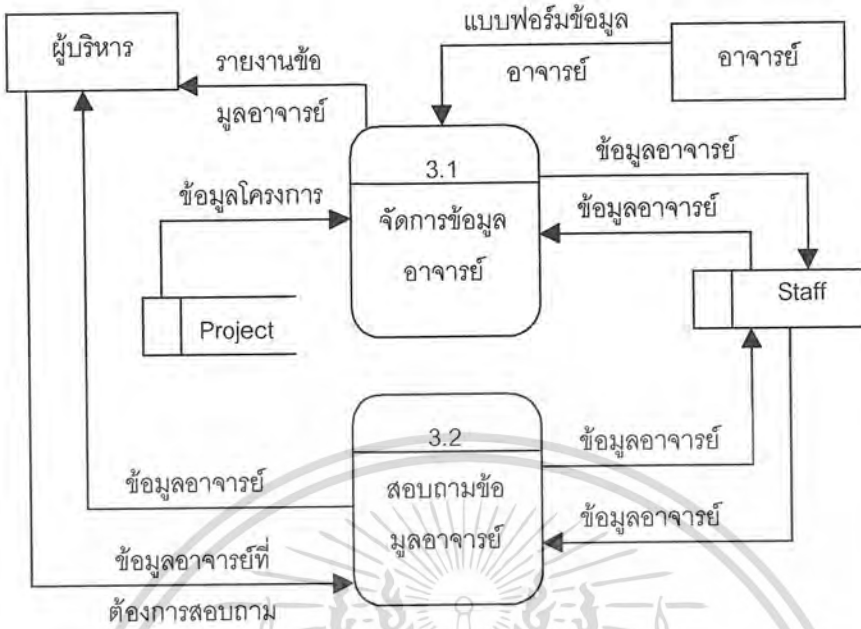 แบบฟอร์มข้อมูล
อาจารย์
ผู้บริหาร
อาจารย์
รายงานข้อ
มูลอาจารย์
3.1
จัดการข้อมูล
อาจารย์
ข้อมูลอาจารย์
ข้อมูลอาจารย์
ข้อมูลโครงการ
Project
Staff
3.2
สอบถามข้อ
มูลอาจารย์
ข้อมูลอาจารย์
ข้อมูลอาจารย์
ข้อมูลอาจารย์
ข้อมูลอาจารย์ที่
ต้องการสอบถาม